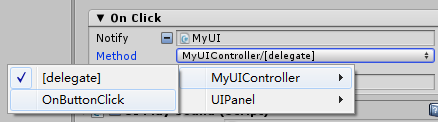 On Click
Notify
MyUI
Method
MyUIController/[delegate]
[delegate]
MyUIController
OnButtonClick
UIPanel